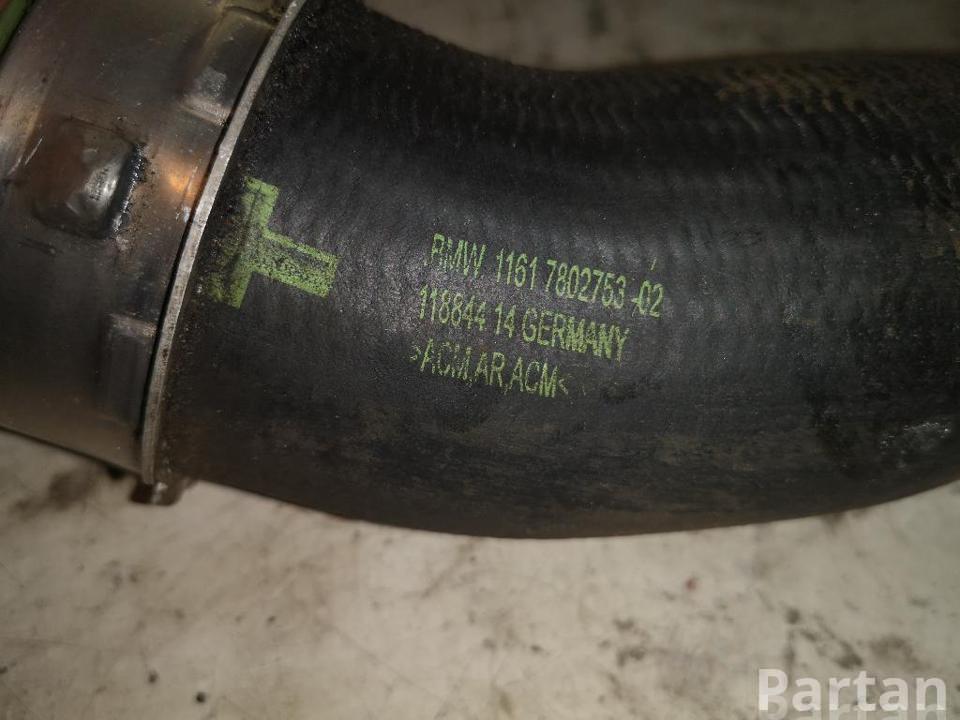 BMW 1161 7802753-02
118844 14 GERMANY
>ACM,AR,ACM<
Partan